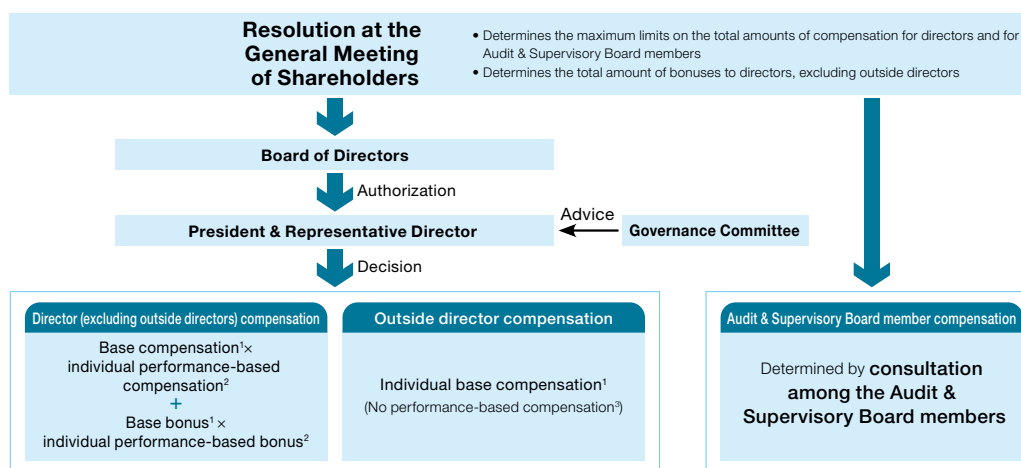 Resolution at the
General Meeting
of Shareholders
• Determines the maximum limits on the total amounts of compensation for directors and for
Audit & Supervisory Board members
• Determines the total amount of bonuses to directors, excluding outside directors
Board of Directors
Authorization
President & Representative Director
Advice
Governance Committee
Decision
Director (excluding outside directors) compensation
Base compensation¹×
individual performance-based
compensation²
+
Base bonus¹ ×
individual performance-based bonus²
Outside director compensation
Individual base compensation¹
(No performance-based compensation³)
Audit & Supervisory Board member compensation
Determined by consultation
among the Audit &
Supervisory Board members